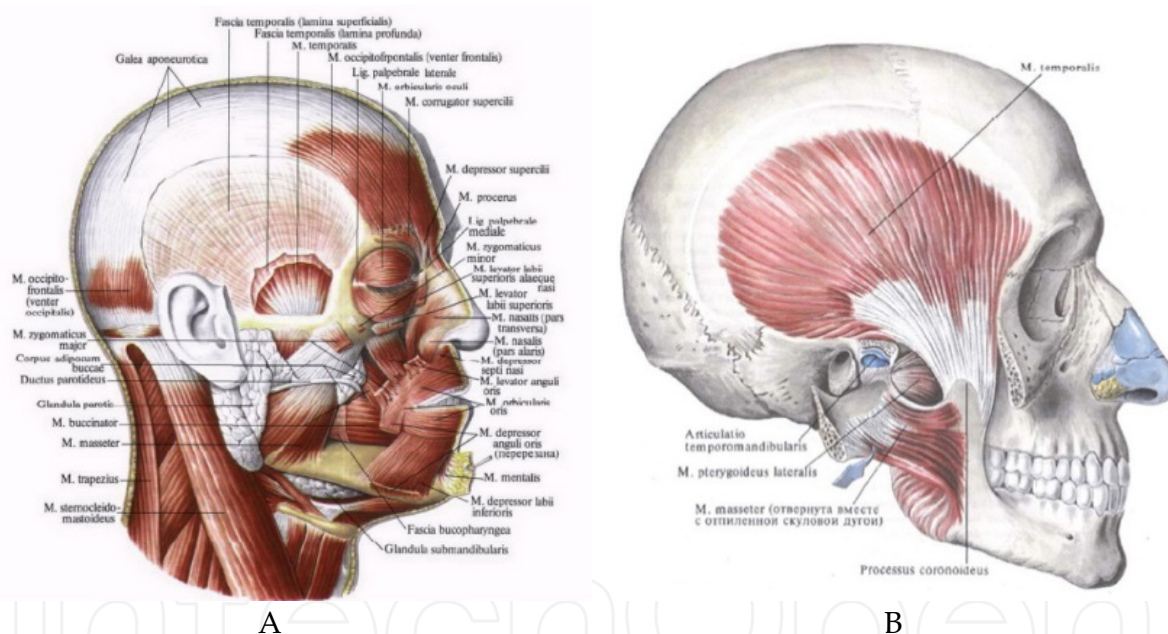 Fascia temporalis (lamina superficialis)
Fascia temporalis (lamina profunda)
M. temporalis
Galea aponeurotica
M. occipitofrpontalis (venter frontalis)
Lig. palpebrale laterale
M. orbicularis oculi
M. corrugator supercilii
M. depressor supercilii
M. procerus
Lig. palpebrale
mediale
M. zygomaticus
minor
M. levator labii
superioris alaeque
nasi
M. levator
labii superioris
M. nasalis (pars
transversa)
M. nasalis
(pars alaris)
M. depressor
septi nasi
M. levator anguli
oris
M. orbicularis
oris
M. depressor
anguli oris
(перерезана)
M. mentalis
M. depressor labii
inferioris
Fascia bucopharyngea
Glandula submandibularis
M. occipito-
frontalis
(venter
occipitalis)
M. zygomaticus
major
Corpus adiposum
buccae
Ductus parotideus
Glandula parotis
M. buccinator
M. masseter
M. trapezius
M. sternocleido-
mastoideus
A
M. temporalis
Articulatio
temporomandibularis
M. pterygoideus lateralis
M. masseter (отвернута вместе
с отпиленной скуловой дугой)
Processus coronoideus
B